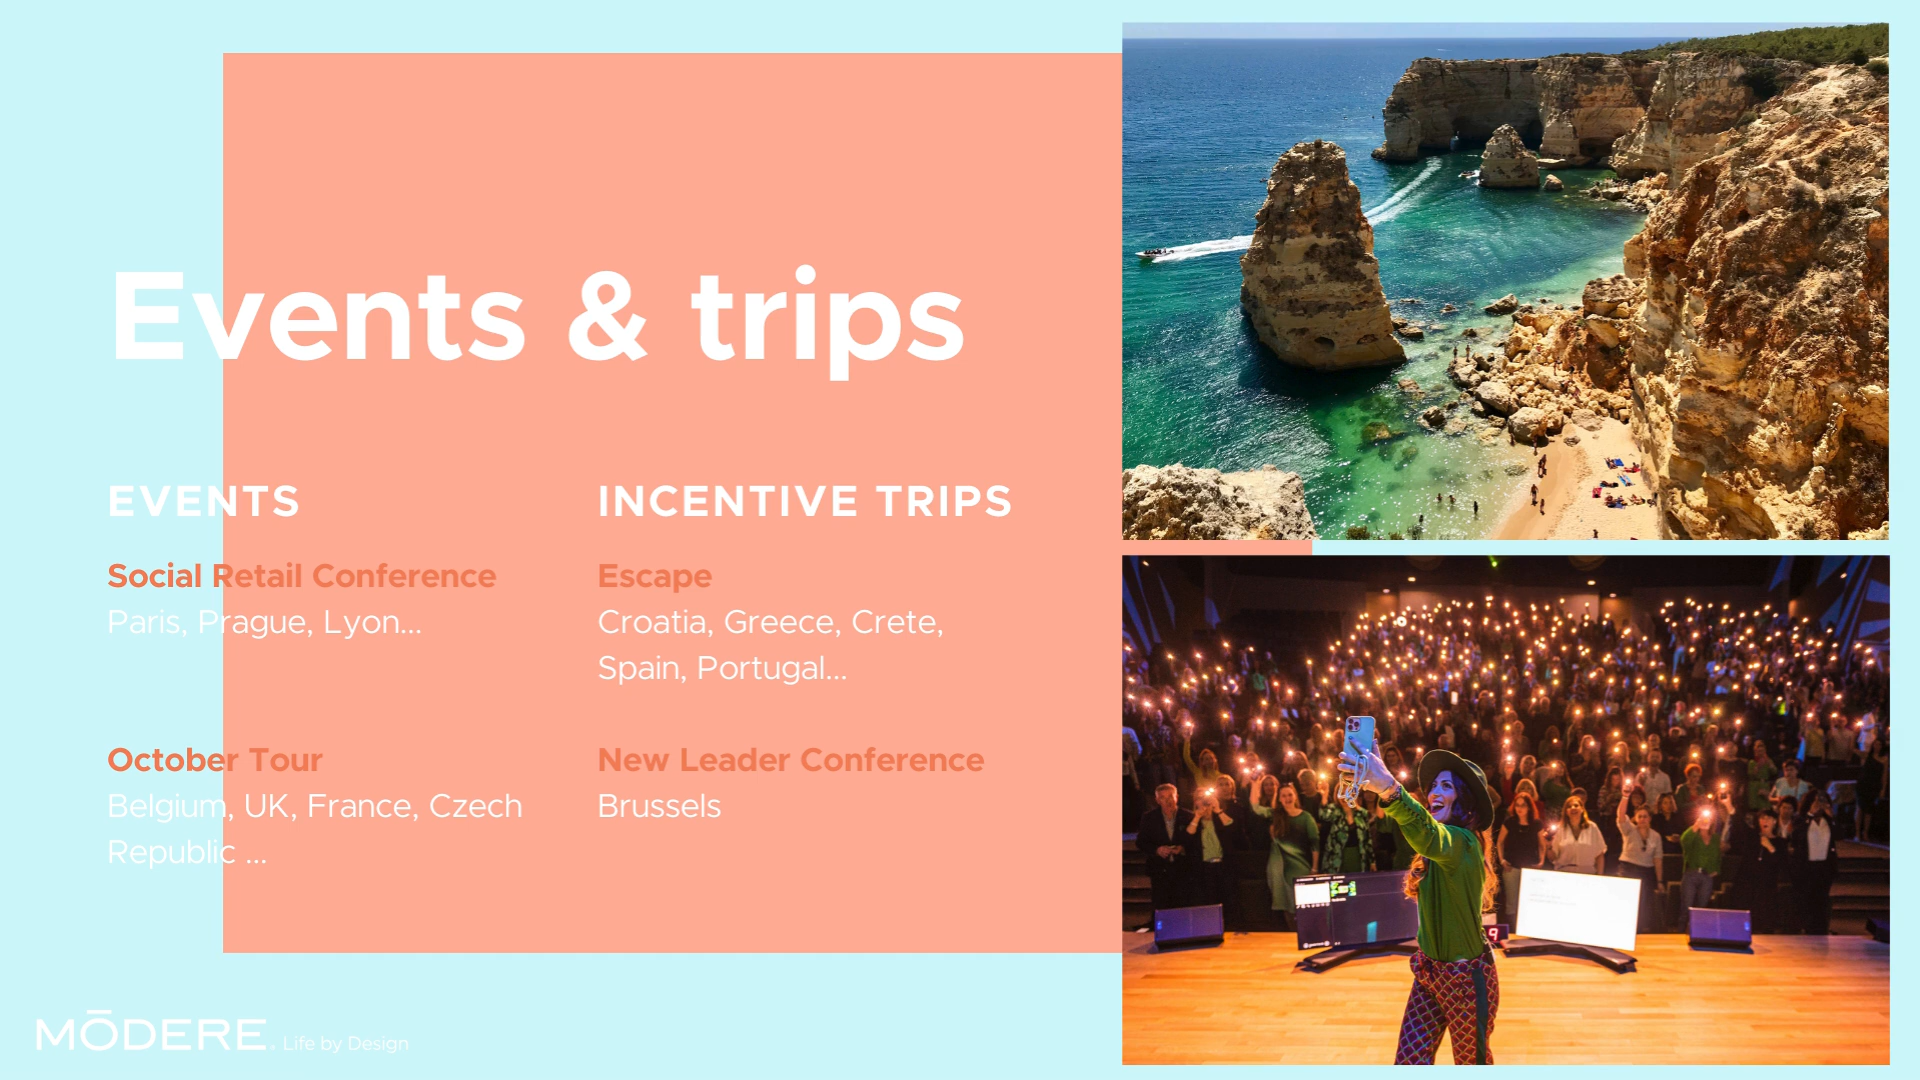 Events & trips
EVENTS
Social Retail Conference
Paris, Prague, Lyon...
October Tour
Belgium, UK, France, Czech
Republic ...
INCENTIVE TRIPS
Escape
Croatia, Greece, Crete,
Spain, Portugal...
New Leader Conference
Brussels
MŌDERE. Life by Design